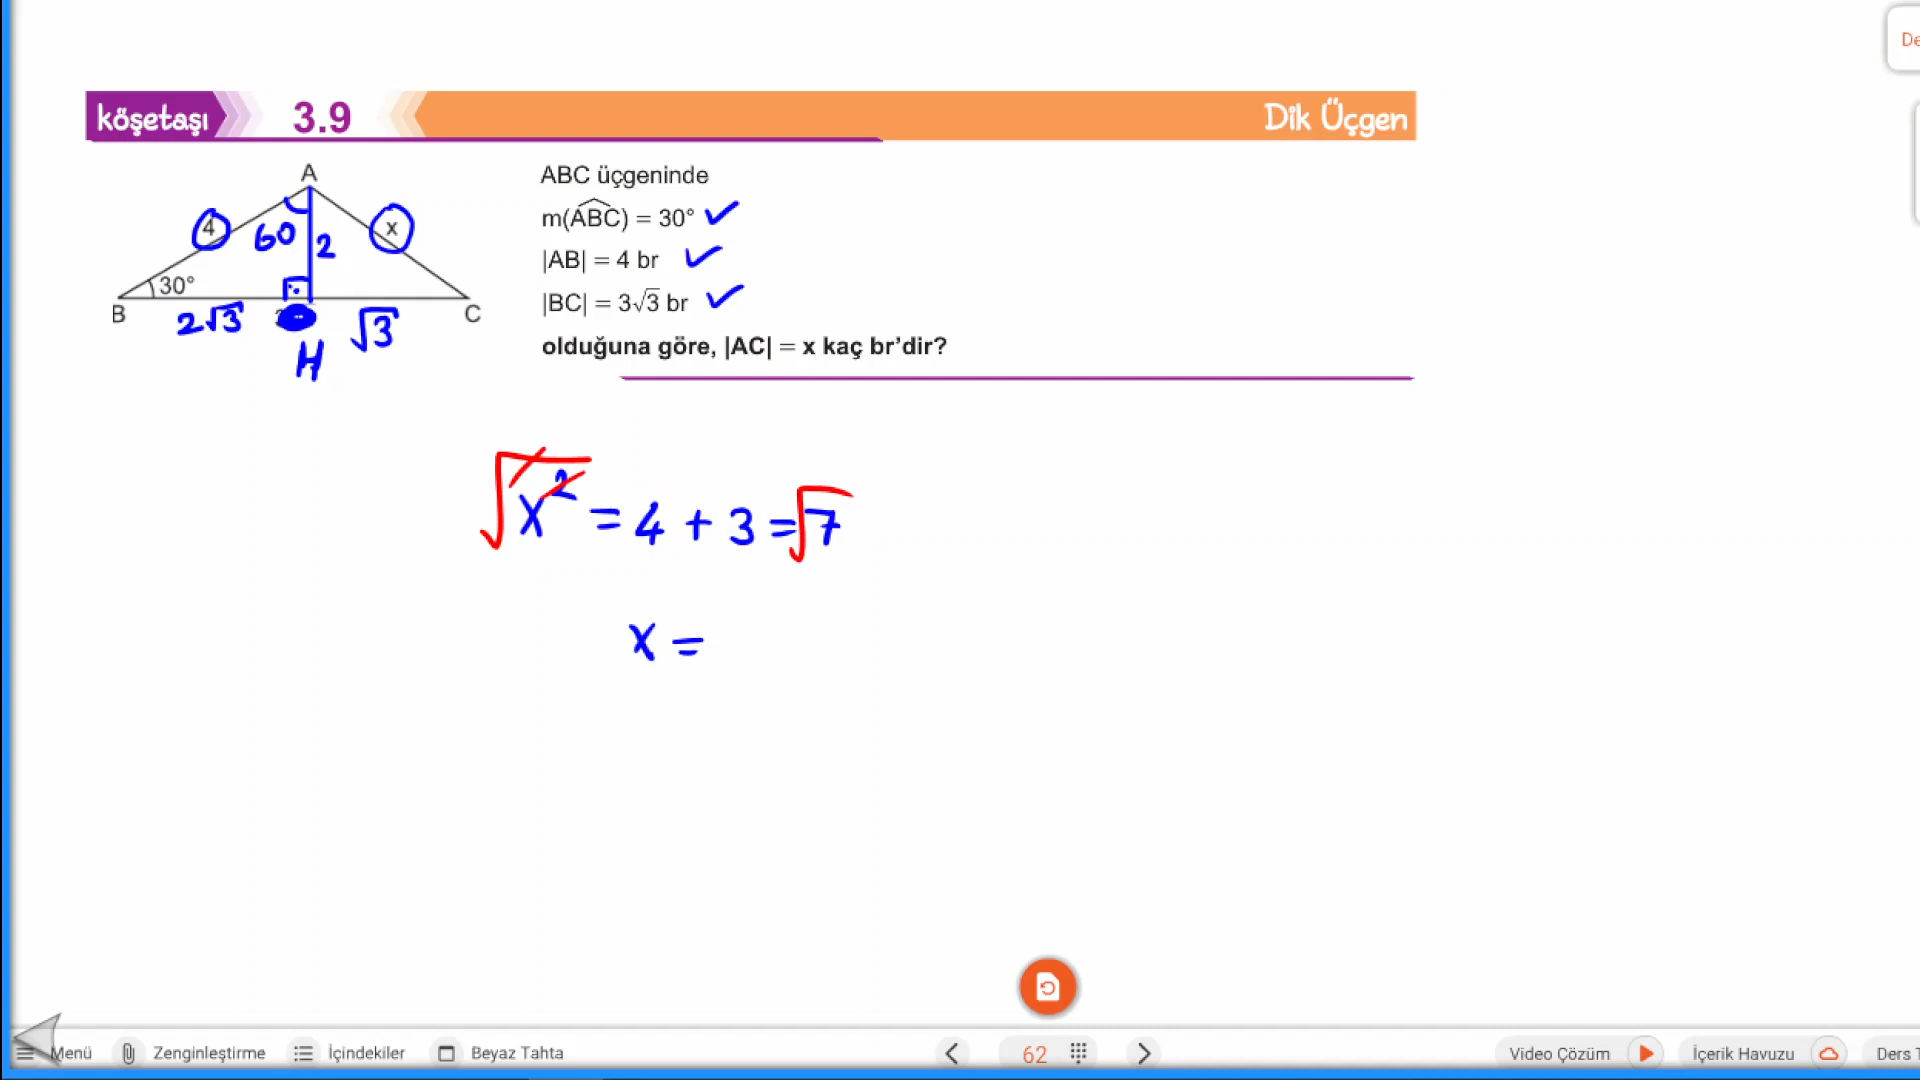 De
köşetaşı 3.9 Dik Üçgen
A
ABC üçgeninde
m(ABC) = 30° ✓
4 60 2 x
|AB| = 4 br ✓
30°
|BC| = 3√3 br ✓
B 2√3 H √3 C
olduğuna göre, |AC| = x kaç br'dir?
√x² = 4 + 3 = √7
x =
Menü Zenginleştirme İçindekiler Beyaz Tahta 62 Video Çözüm İçerik Havuzu Ders